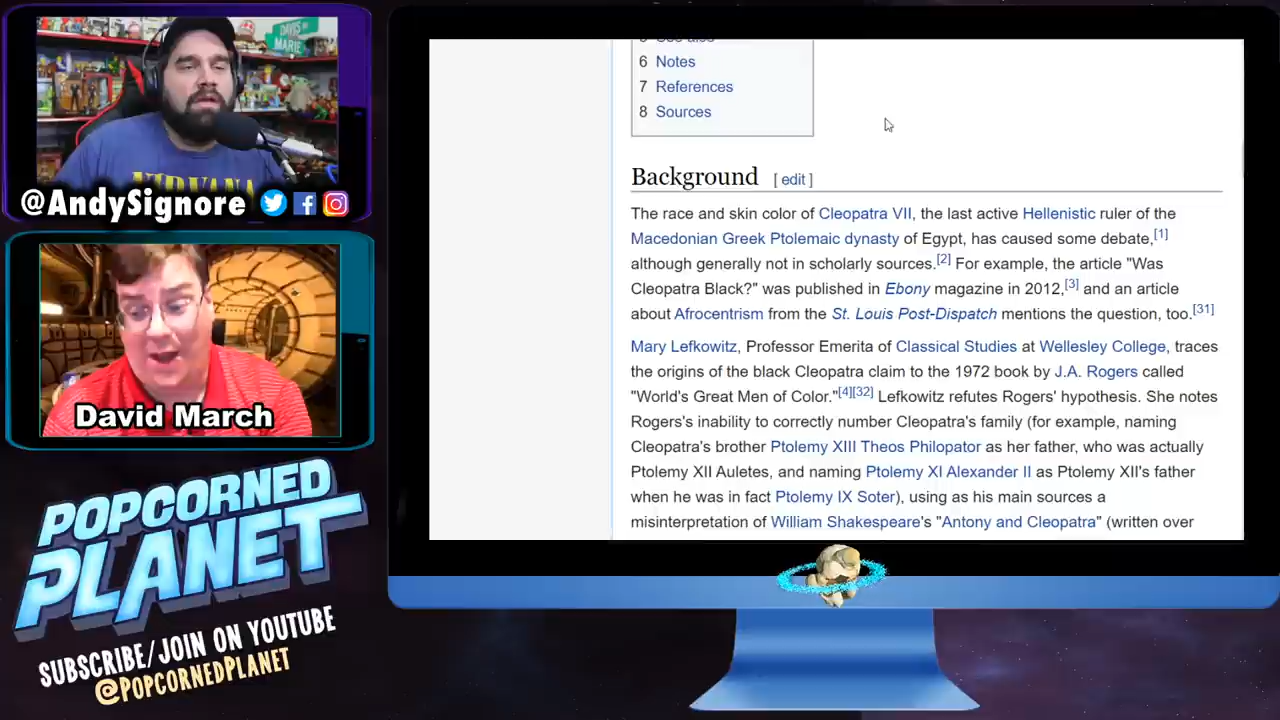 DAVIS
MARIE
NIRVANA
@AndySignore
David March
POPCORNED
PLANET
SUBSCRIBE/JOIN ON YOUTUBE
@POPCORNEDPLANET
5 See also
6 Notes
7 References
8 Sources
Background [ edit ]
The race and skin color of Cleopatra VII, the last active Hellenistic ruler of the
Macedonian Greek Ptolemaic dynasty of Egypt, has caused some debate,[1]
although generally not in scholarly sources.[2] For example, the article "Was
Cleopatra Black?" was published in Ebony magazine in 2012,[3] and an article
about Afrocentrism from the St. Louis Post-Dispatch mentions the question, too.[31]
Mary Lefkowitz, Professor Emerita of Classical Studies at Wellesley College, traces
the origins of the black Cleopatra claim to the 1972 book by J.A. Rogers called
"World's Great Men of Color."[4][32] Lefkowitz refutes Rogers' hypothesis. She notes
Rogers's inability to correctly number Cleopatra's family (for example, naming
Cleopatra's brother Ptolemy XIII Theos Philopator as her father, who was actually
Ptolemy XII Auletes, and naming Ptolemy XI Alexander II as Ptolemy XII's father
when he was in fact Ptolemy IX Soter), using as his main sources a
misinterpretation of William Shakespeare's "Antony and Cleopatra" (written over